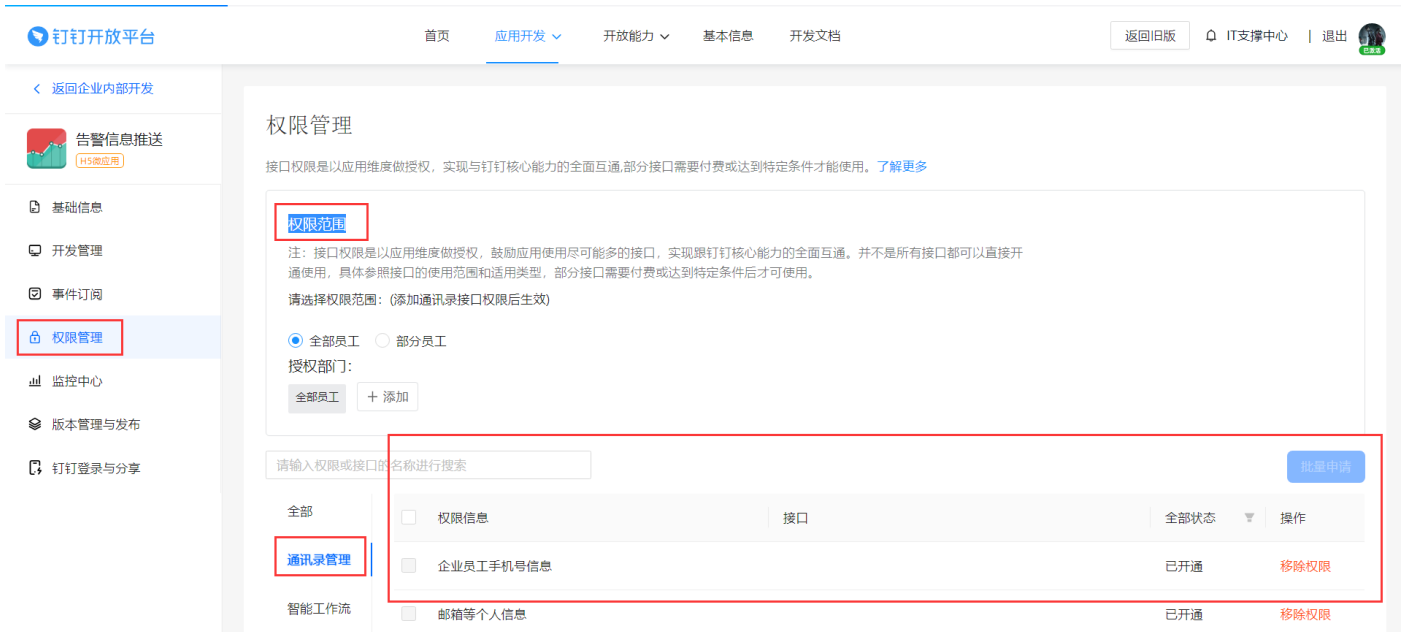 钉钉开放平台
首页 应用开发 开放能力 基本信息 开发文档 返回旧版 IT支撑中心 | 退出
已激活
返回企业内部开发
告警信息推送
H5微应用
基础信息
开发管理
事件订阅
权限管理
监控中心
版本管理与发布
钉钉登录与分享
权限管理
接口权限是以应用维度做授权，实现与钉钉核心能力的全面互通,部分接口需要付费或达到特定条件才能使用。了解更多
权限范围
注：接口权限是以应用维度做授权，鼓励应用使用尽可能多的接口，实现跟钉钉核心能力的全面互通。并不是所有接口都可以直接开
通使用，具体参照接口的使用范围和适用类型，部分接口需要付费或达到特定条件后才可使用。
请选择权限范围：(添加通讯录接口权限后生效)
全部员工 部分员工
授权部门：
全部员工 + 添加
请输入权限或接口的名称进行搜索 批量申请
全部
通讯录管理
智能工作流
权限信息 接口 全部状态 操作
企业员工手机号信息 已开通 移除权限
邮箱等个人信息 已开通 移除权限